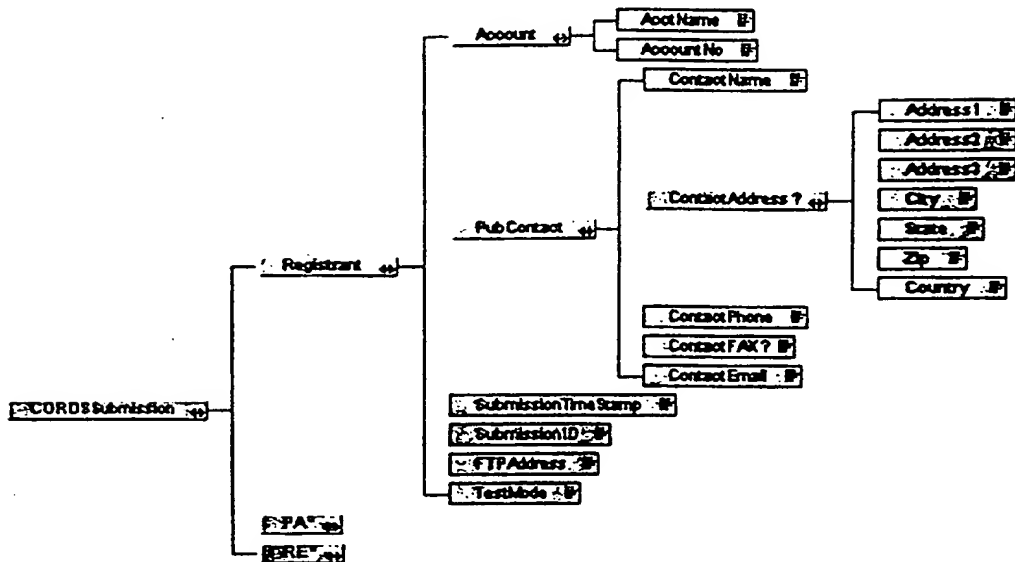 Acct Name
Account
Account No
Contact Name
Address1
Address2
Address3
Contact Address ?
City
Pub Contact
State
Zip
Registrant
Country
Contact Phone
Contact FAX ?
Contact Email
CORDSSubmission
SubmissionTimeStamp
SubmissionID
FTPAddress
TestMode
PA*
RE*